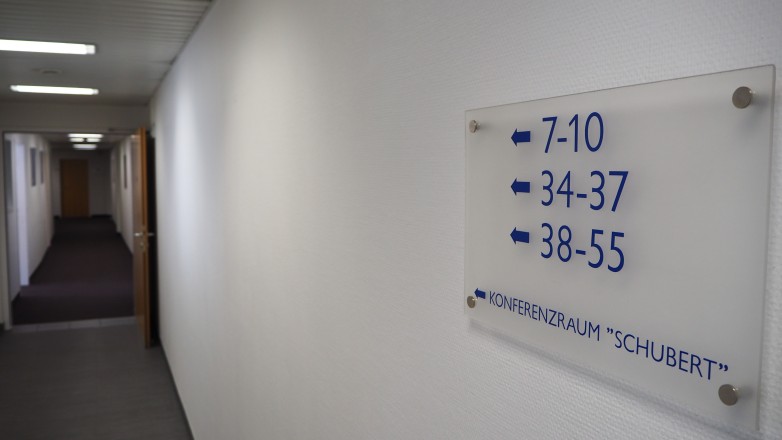 7-10
34-37
38-55
KONFERENZRAUM "SCHUBERT"